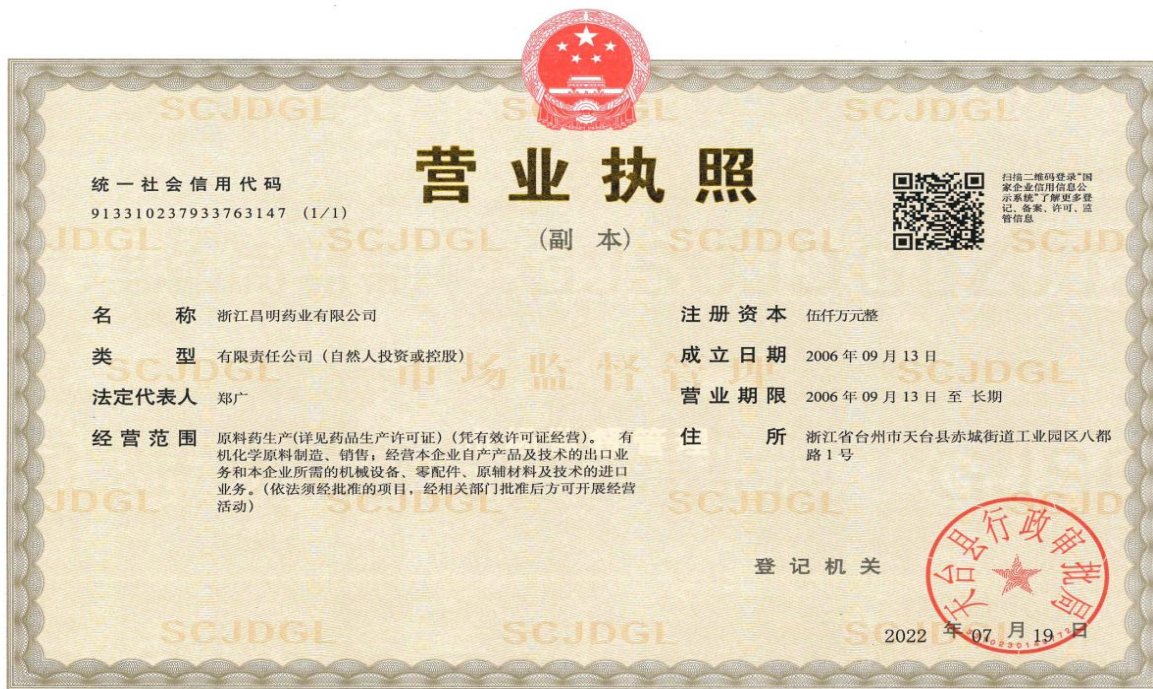 营业执照
(副 本)
统一社会信用代码
913310237933763147 (1/1)
扫描二维码登录“国
家企业信用信息公
示系统”了解更多登
记、备案、许可、监
管信息
名 称 浙江昌明药业有限公司
类 型 有限责任公司（自然人投资或控股）
法定代表人 郑广
经营范围 原料药生产(详见药品生产许可证)（凭有效许可证经营）。 有
机化学原料制造、销售；经营本企业自产产品及技术的出口业
务和本企业所需的机械设备、零配件、原辅材料及技术的进口
业务。（依法须经批准的项目，经相关部门批准后方可开展经营
活动）
注册资本 伍仟万元整
成立日期 2006年09月13日
营业期限 2006年09月13日 至 长期
住 所 浙江省台州市天台县赤城街道工业园区八都
路1号
登记机关
天台县行政审批局
2022 年 07 月 19 日
SCJDGL
市场监督管理